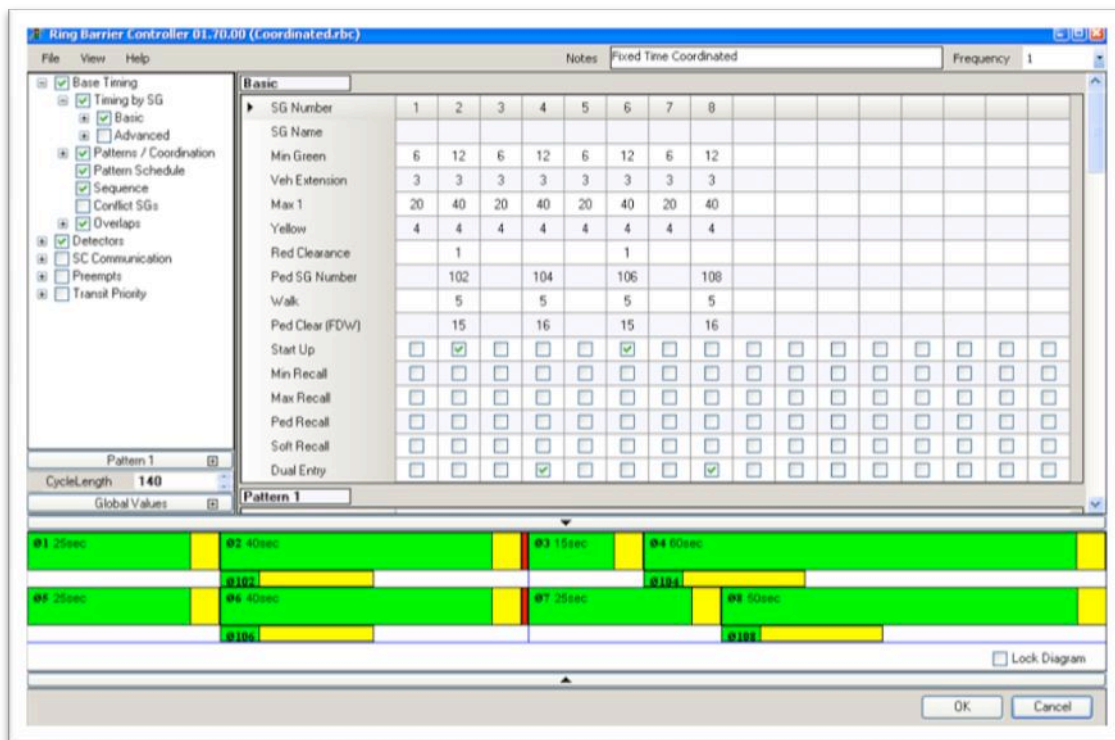 Ring Barrier Controller 01.70.00 (Coordinated.rbc)
File View Help Notes Fixed Time Coordinated Frequency 1
Base Timing
Timing by SG
Basic
Advanced
Patterns / Coordination
Pattern Schedule
Sequence
Conflict SGs
Overlaps
Detectors
SC Communication
Preempts
Transit Priority
Pattern 1
CycleLength 140
Global Values
Basic
SG Number 1 2 3 4 5 6 7 8
SG Name
Min Green 6 12 6 12 6 12 6 12
Veh Extension 3 3 3 3 3 3 3 3
Max 1 20 40 20 40 20 40 20 40
Yellow 4 4 4 4 4 4 4 4
Red Clearance 1 1
Ped SG Number 102 104 106 108
Walk 5 5 5 5
Ped Clear (FDW) 15 16 15 16
Start Up
Min Recall
Max Recall
Ped Recall
Soft Recall
Dual Entry
Pattern 1
Ø1 25sec Ø2 40sec Ø3 15sec Ø4 60sec
Ø102 Ø104
Ø5 25sec Ø6 40sec Ø7 25sec Ø8 50sec
Ø106 Ø108
Lock Diagram
OK Cancel